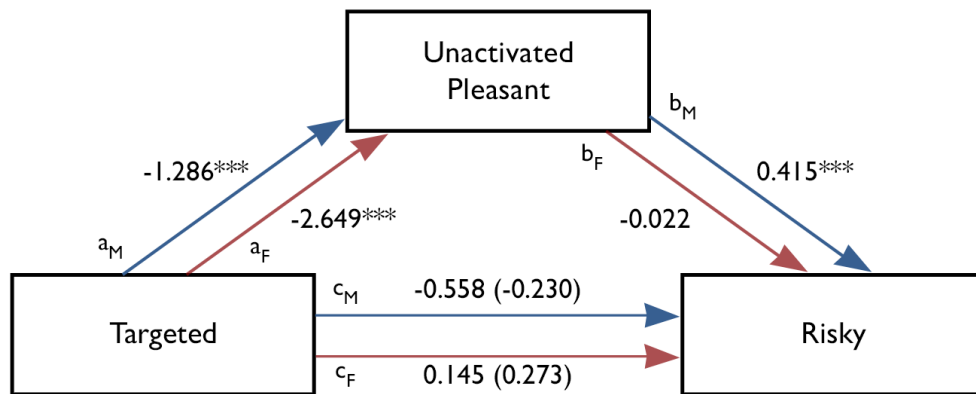 Unactivated
Pleasant
b_M
-1.286***
b_F
0.415***
-2.649***
-0.022
a_M
a_F
c_M
-0.558 (-0.230)
Targeted
Risky
c_F
0.145 (0.273)